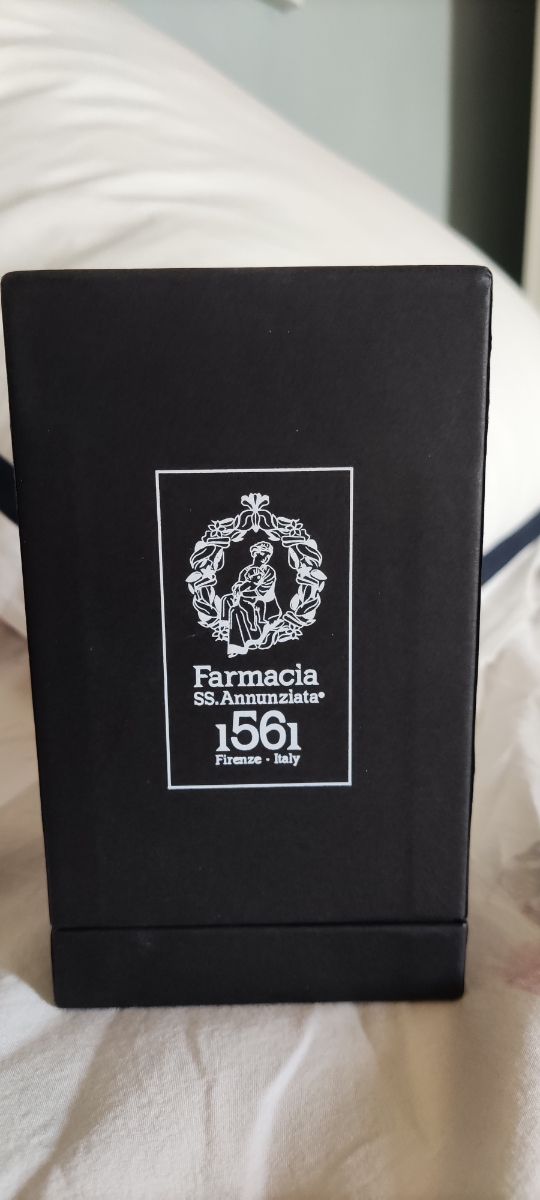 Farmacia
SS.Annunziata®
1561
Firenze · Italy